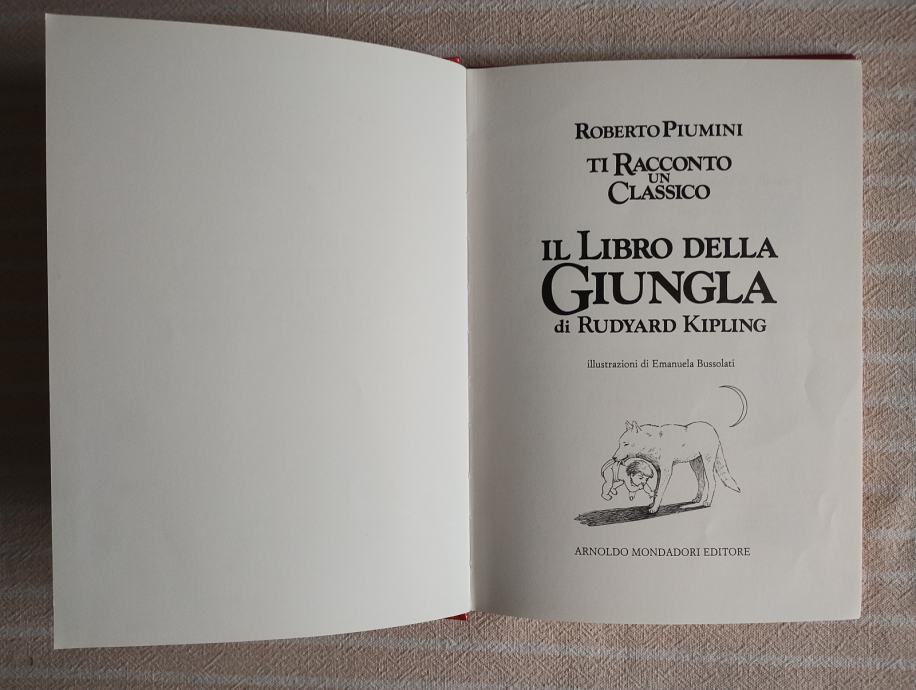 ROBERTO PIUMINI
TI RACCONTO
UN
CLASSICO
IL LIBRO DELLA
GIUNGLA
di RUDYARD KIPLING
illustrazioni di Emanuela Bussolati
ARNOLDO MONDADORI EDITORE